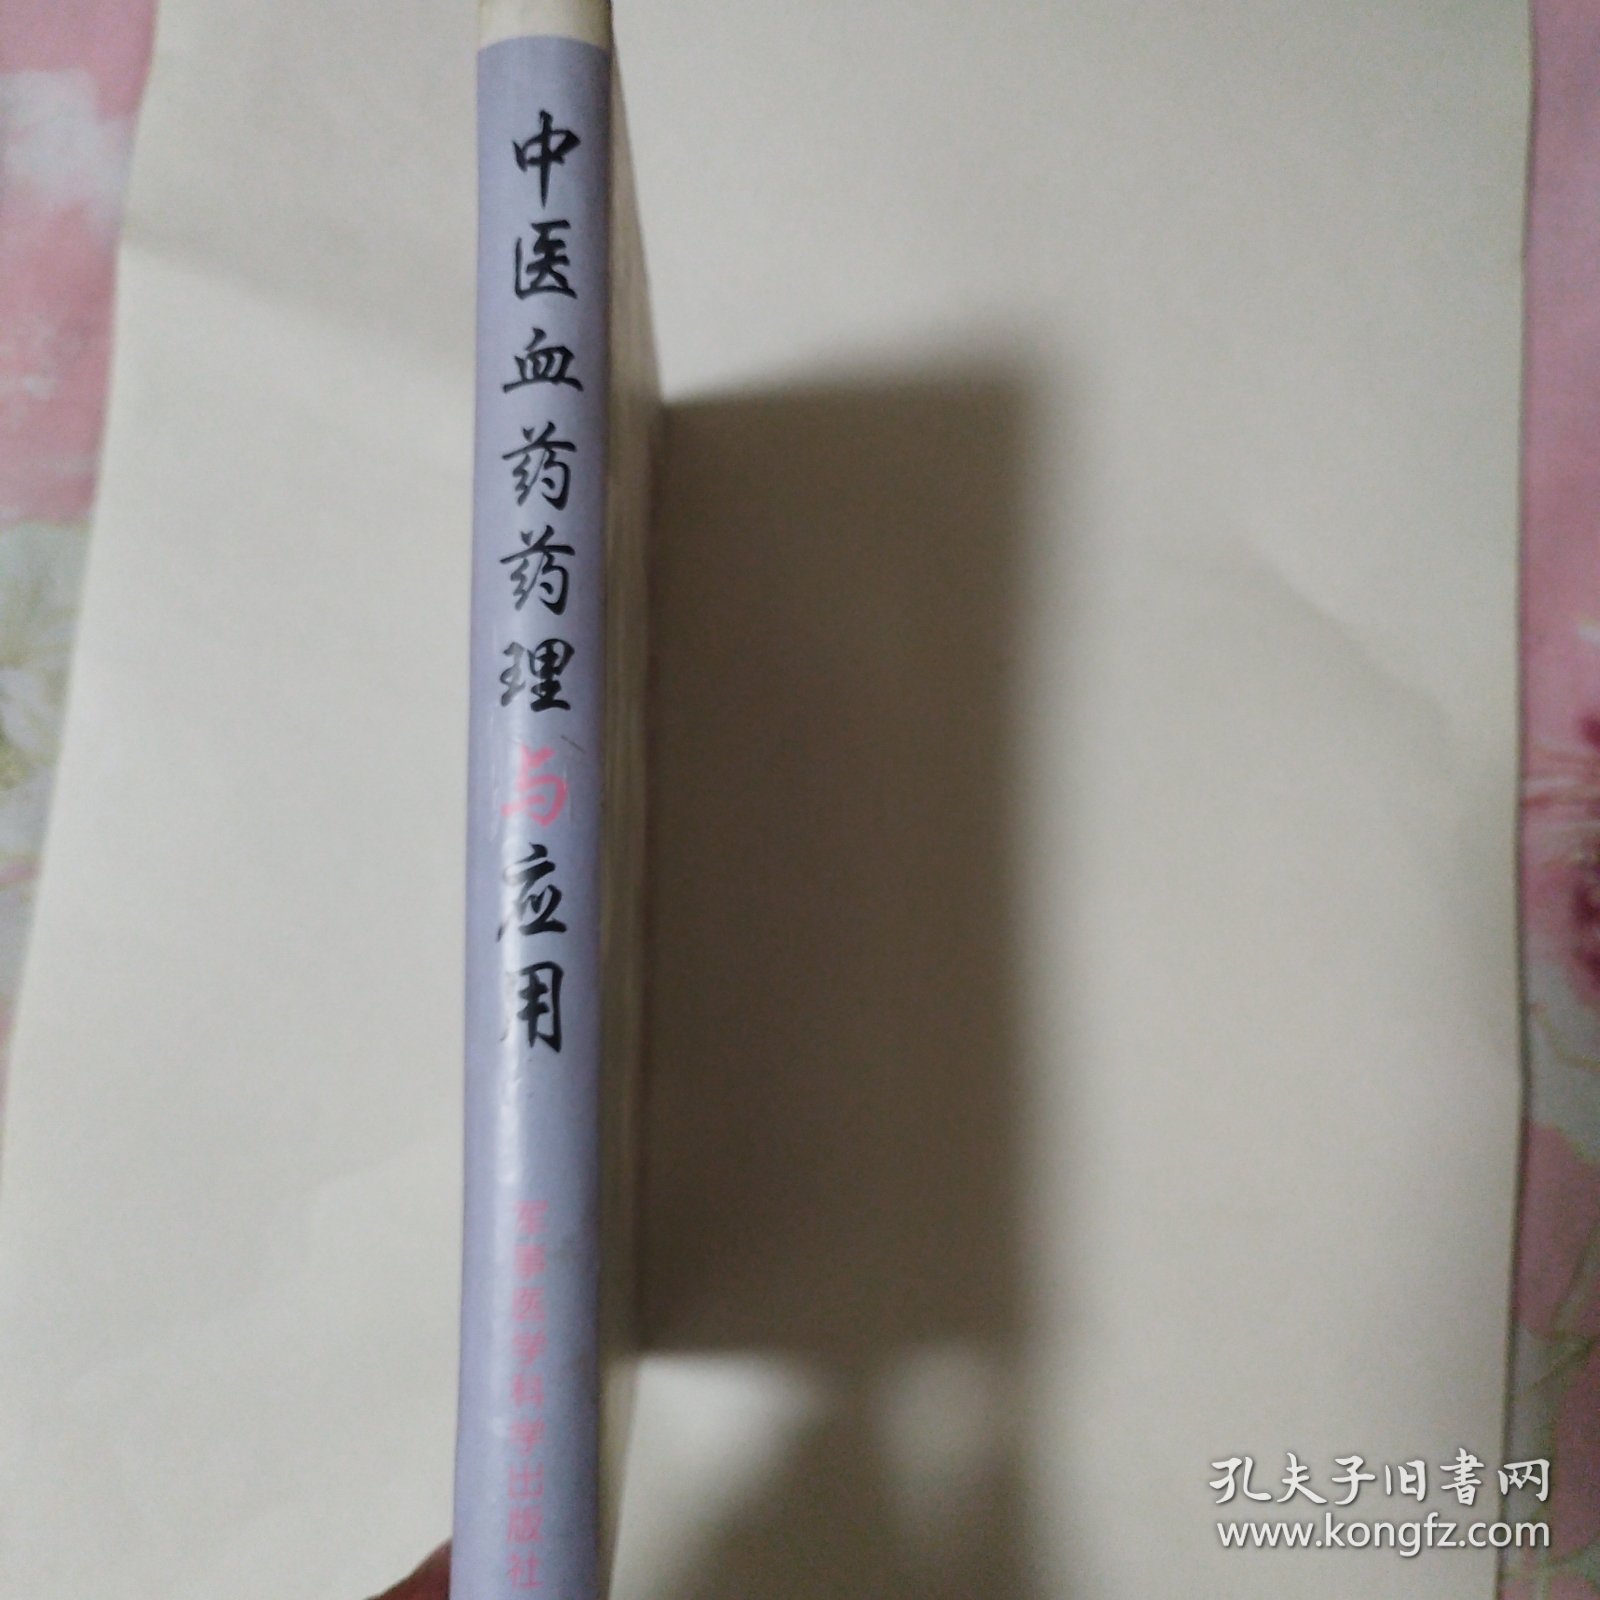 中医血药药理与应用
军事医学科学出版社
孔夫子旧書网
www.kongfz.com